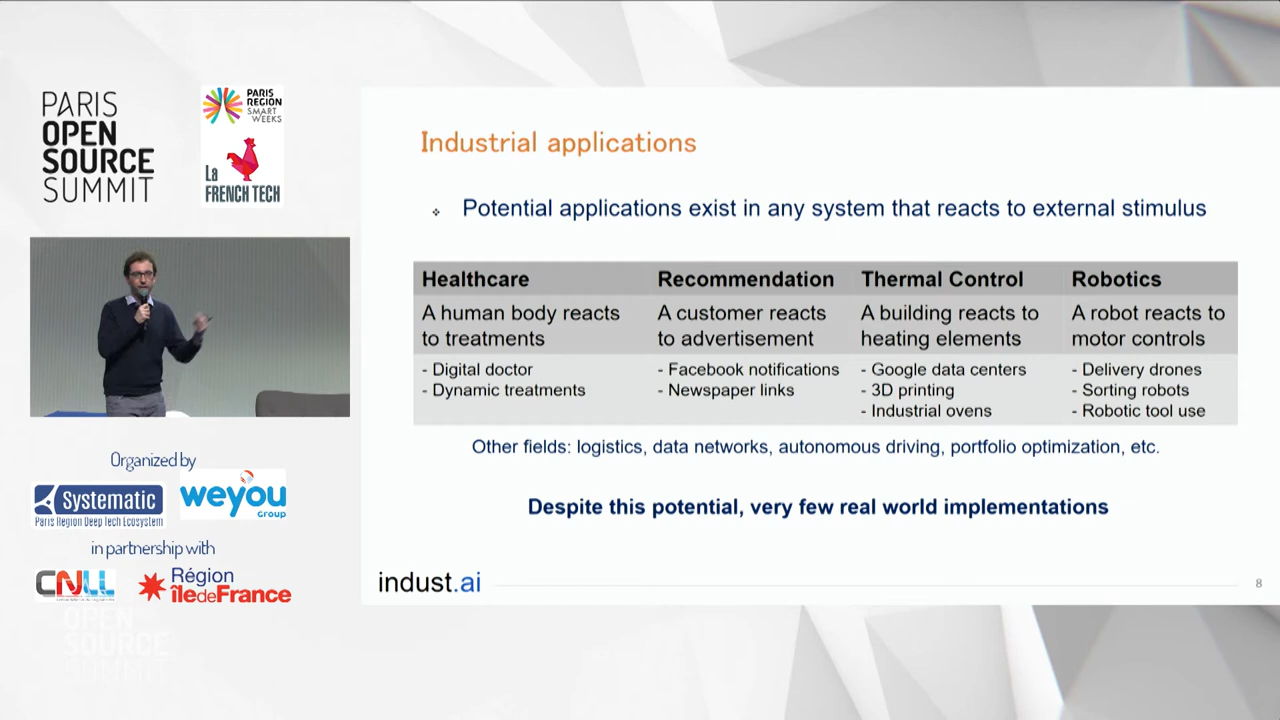 PARIS
OPEN
SOURCE
SUMMIT
PARIS
REGION
SMART
WEEKS
La
FRENCH TECH
Organized by
Systematic
Paris Region Deep Tech Ecosystem
weyou
Group
in partnership with
CNLL
Région
îledeFrance
OPEN
SOURCE
SUMMIT
Industrial applications
❖ Potential applications exist in any system that reacts to external stimulus
Healthcare Recommendation Thermal Control Robotics
A human body reacts A customer reacts A building reacts to A robot reacts to
to treatments to advertisement heating elements motor controls
- Digital doctor - Facebook notifications - Google data centers - Delivery drones
- Dynamic treatments - Newspaper links - 3D printing - Sorting robots
- Industrial ovens - Robotic tool use
Other fields: logistics, data networks, autonomous driving, portfolio optimization, etc.
Despite this potential, very few real world implementations
indust.ai
8